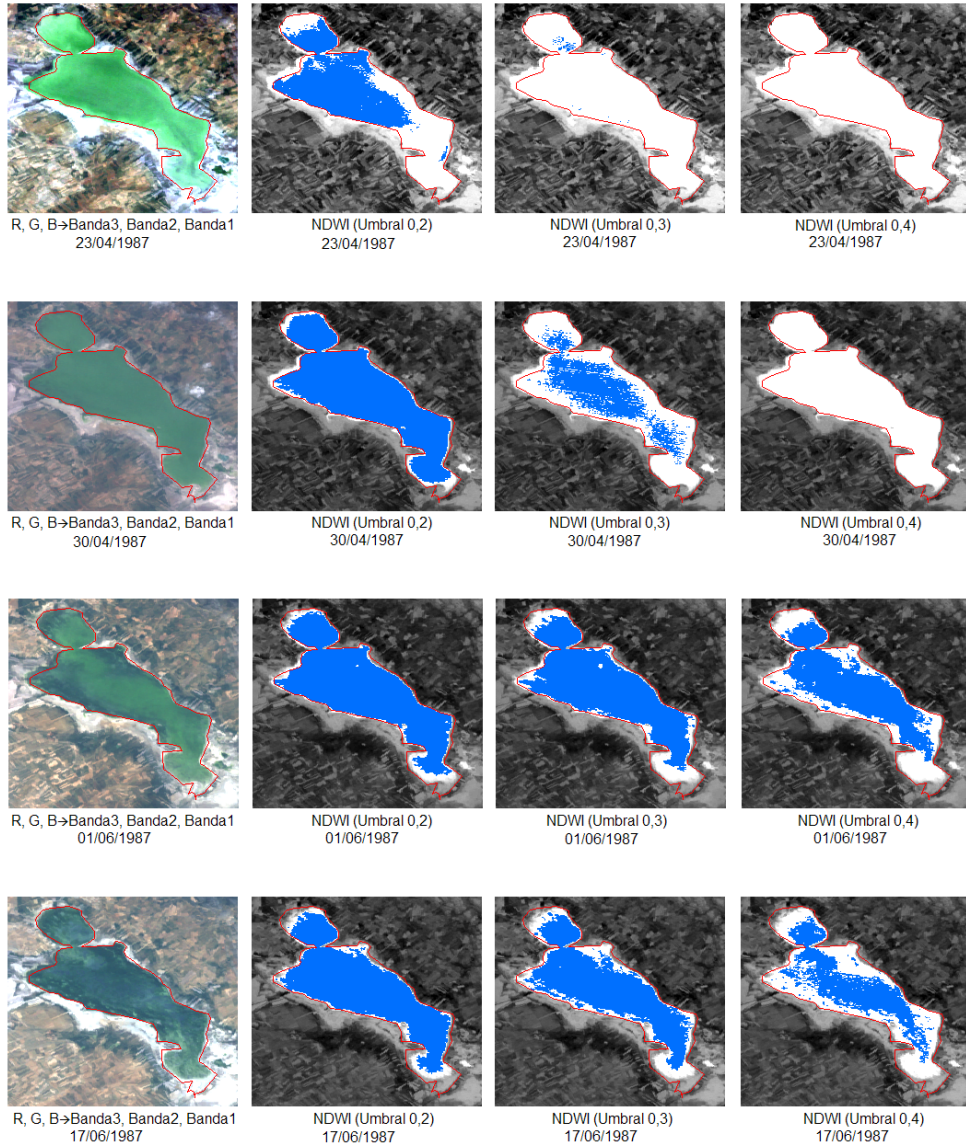 R, G, B→Banda3, Banda2, Banda1
23/04/1987
NDWI (Umbral 0,2)
23/04/1987
NDWI (Umbral 0,3)
23/04/1987
NDWI (Umbral 0,4)
23/04/1987
R, G, B→Banda3, Banda2, Banda1
30/04/1987
NDWI (Umbral 0,2)
30/04/1987
NDWI (Umbral 0,3)
30/04/1987
NDWI (Umbral 0,4)
30/04/1987
R, G, B→Banda3, Banda2, Banda1
01/06/1987
NDWI (Umbral 0,2)
01/06/1987
NDWI (Umbral 0,3)
01/06/1987
NDWI (Umbral 0,4)
01/06/1987
R, G, B→Banda3, Banda2, Banda1
17/06/1987
NDWI (Umbral 0,2)
17/06/1987
NDWI (Umbral 0,3)
17/06/1987
NDWI (Umbral 0,4)
17/06/1987